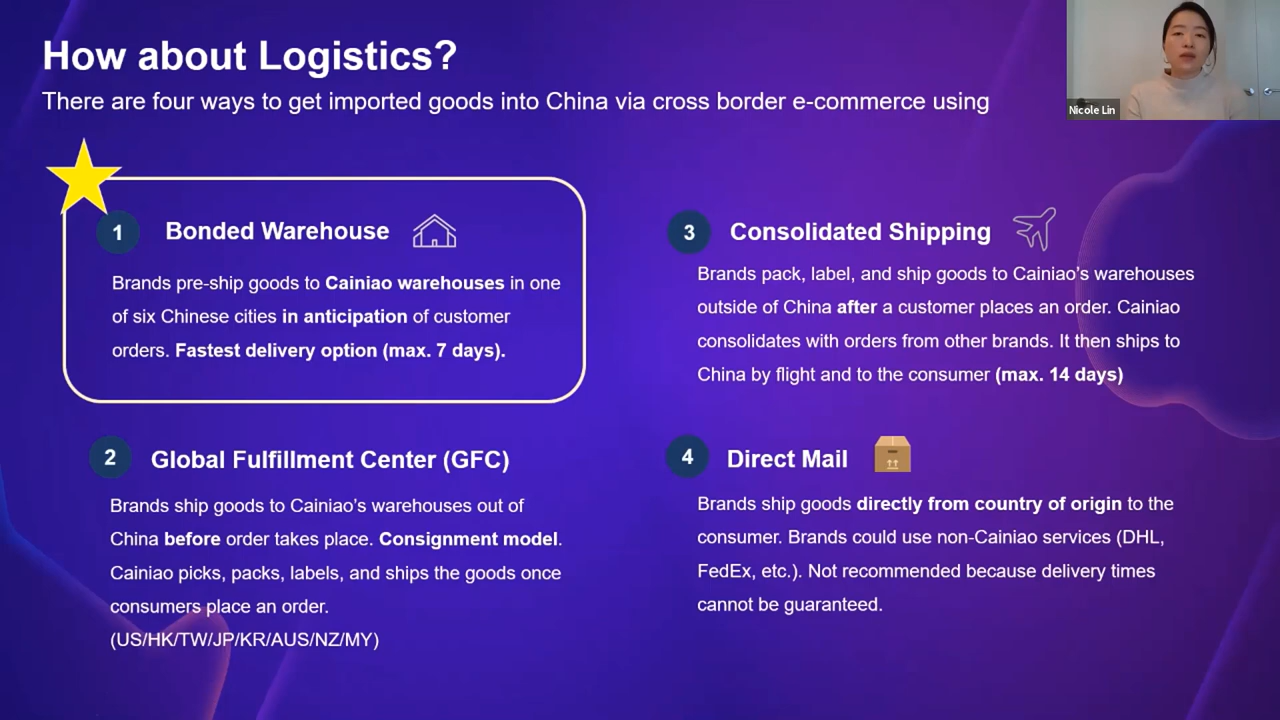 How about Logistics?
There are four ways to get imported goods into China via cross border e-commerce using
Nicole Lin
1
Bonded Warehouse
Brands pre-ship goods to Cainiao warehouses in one
of six Chinese cities in anticipation of customer
orders. Fastest delivery option (max. 7 days).
2
Global Fulfillment Center (GFC)
Brands ship goods to Cainiao’s warehouses out of
China before order takes place. Consignment model.
Cainiao picks, packs, labels, and ships the goods once
consumers place an order.
(US/HK/TW/JP/KR/AUS/NZ/MY)
3
Consolidated Shipping
Brands pack, label, and ship goods to Cainiao’s warehouses
outside of China after a customer places an order. Cainiao
consolidates with orders from other brands. It then ships to
China by flight and to the consumer (max. 14 days)
4
Direct Mail
Brands ship goods directly from country of origin to the
consumer. Brands could use non-Cainiao services (DHL,
FedEx, etc.). Not recommended because delivery times
cannot be guaranteed.